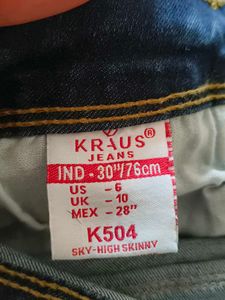 KRAUS®
JEANS
IND - 30"/76cm
US - 6
UK - 10
MEX - 28"
K504
SKY-HIGH SKINNY